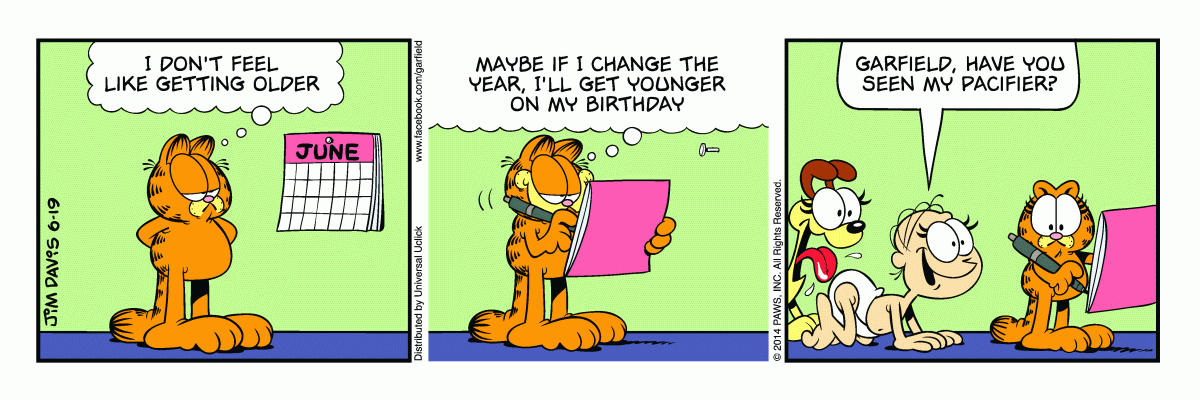 I DON'T FEEL
LIKE GETTING OLDER
JUNE
JIM DAVIS 6-19
www.facebook.com/garfield
Distributed by Universal Uclick
MAYBE IF I CHANGE THE
YEAR, I'LL GET YOUNGER
ON MY BIRTHDAY
© 2014 PAWS, INC. All Rights Reserved.
GARFIELD, HAVE YOU
SEEN MY PACIFIER?